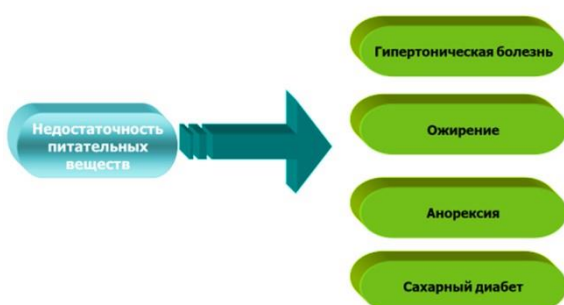 Недостаточность
питательных
веществ
Гипертоническая болезнь
Ожирение
Анорексия
Сахарный диабет